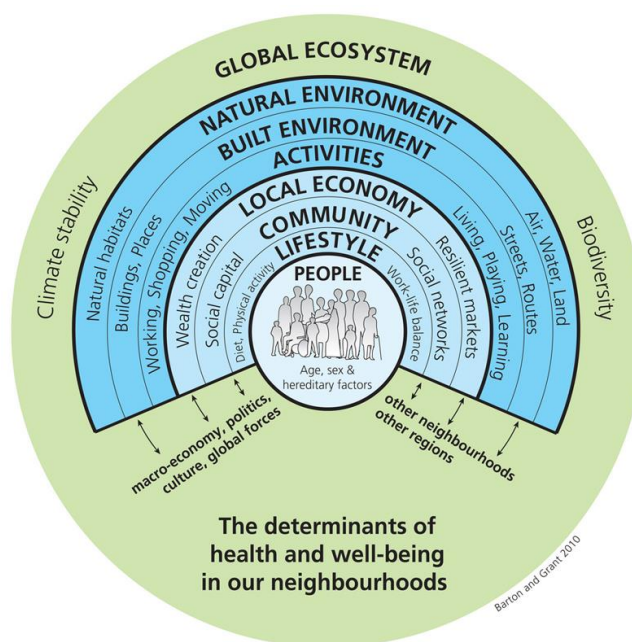 GLOBAL ECOSYSTEM
NATURAL ENVIRONMENT
BUILT ENVIRONMENT
ACTIVITIES
LOCAL ECONOMY
COMMUNITY
LIFESTYLE
PEOPLE
Age, sex &
hereditary factors
Climate stability
Natural habitats
Buildings, Places
Working, Shopping, Moving
Wealth creation
Social capital
Diet, Physical activity
Work-life balance
Social networks
Resilient markets
Living, Playing, Learning
Streets, Routes
Air, Water, Land
Biodiversity
macro-economy, politics,
culture, global forces
other neighbourhoods
other regions
The determinants of
health and well-being
in our neighbourhoods
Barton and Grant 2010